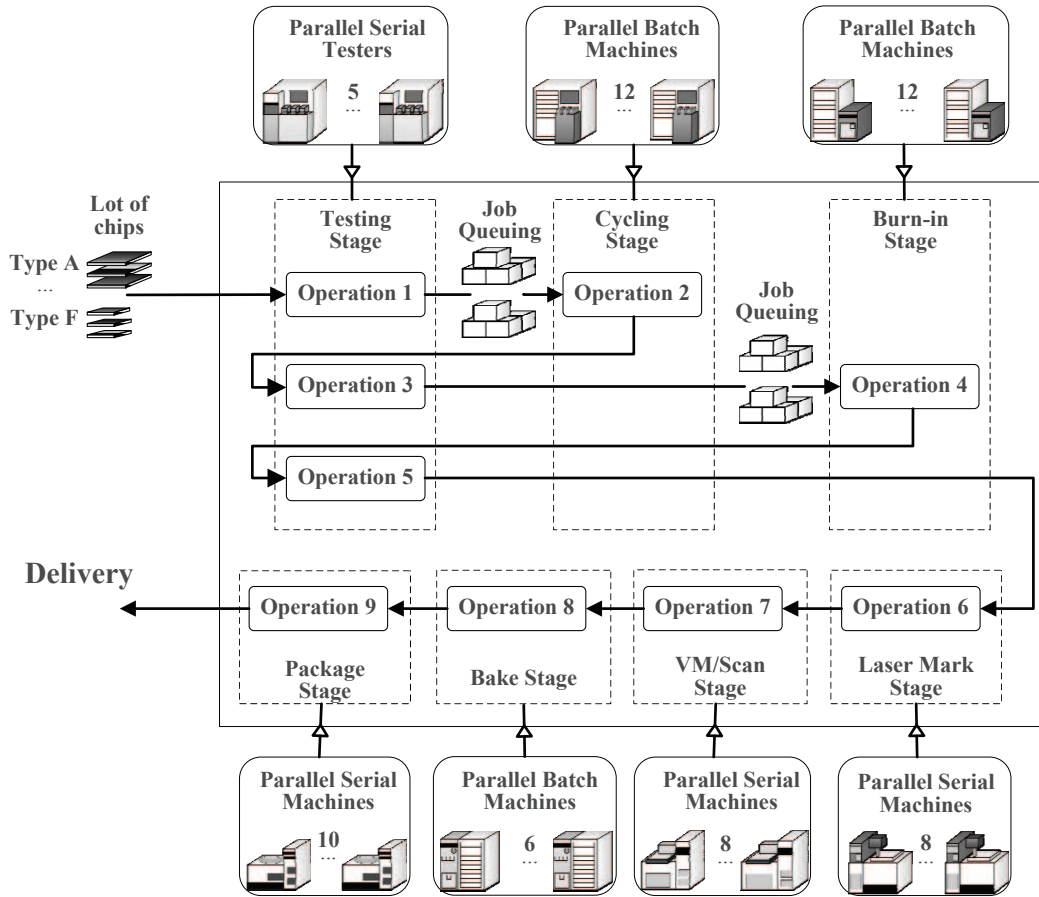 Parallel Serial
Testers
5
...
Parallel Batch
Machines
12
...
Parallel Batch
Machines
12
...
Lot of
chips
Type A
...
Type F
Testing
Stage
Job
Queuing
Cycling
Stage
Burn-in
Stage
Operation 1
Operation 2
Job
Queuing
Operation 3
Operation 4
Operation 5
Delivery
Operation 9
Operation 8
Operation 7
Operation 6
Package
Stage
Bake Stage
VM/Scan
Stage
Laser Mark
Stage
Parallel Serial
Machines
10
...
Parallel Batch
Machines
6
...
Parallel Serial
Machines
8
...
Parallel Serial
Machines
8
...